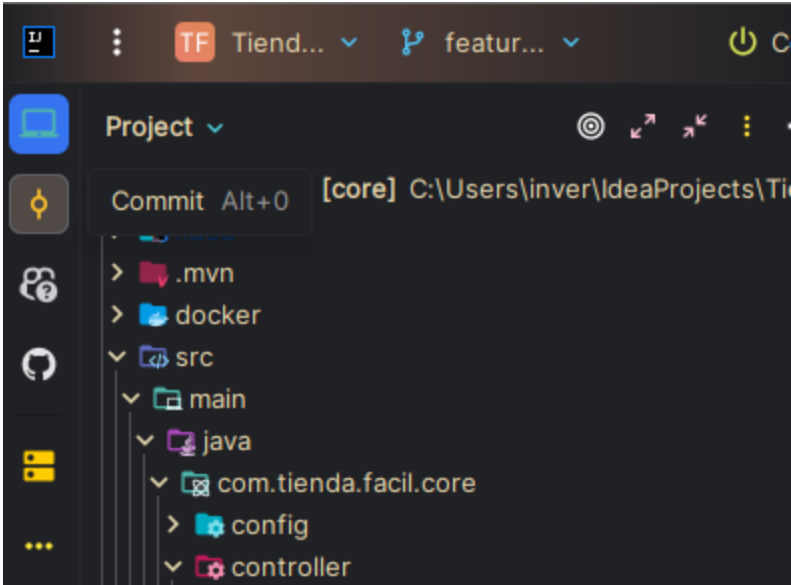 IJ
TF Tiend... featur... C
Project
Commit Alt+0 [core] C:\Users\inver\IdeaProjects\Ti
.mvn
docker
src
main
java
com.tienda.facil.core
config
controller